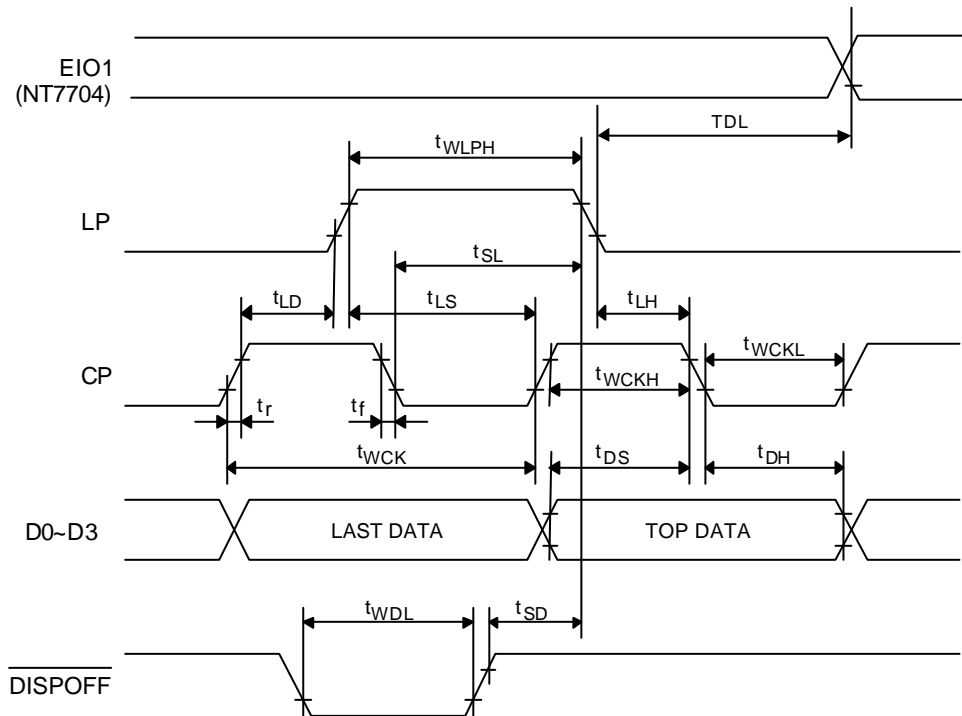 EIO1
(NT7704)
TDL
tWLPH
LP
tSL
tLD
tLS
tLH
CP
tWCKL
tWCKH
tr
tf
tWCK
tDS
tDH
D0~D3
LAST DATA
TOP DATA
tWDL
tSD
DISPOFF